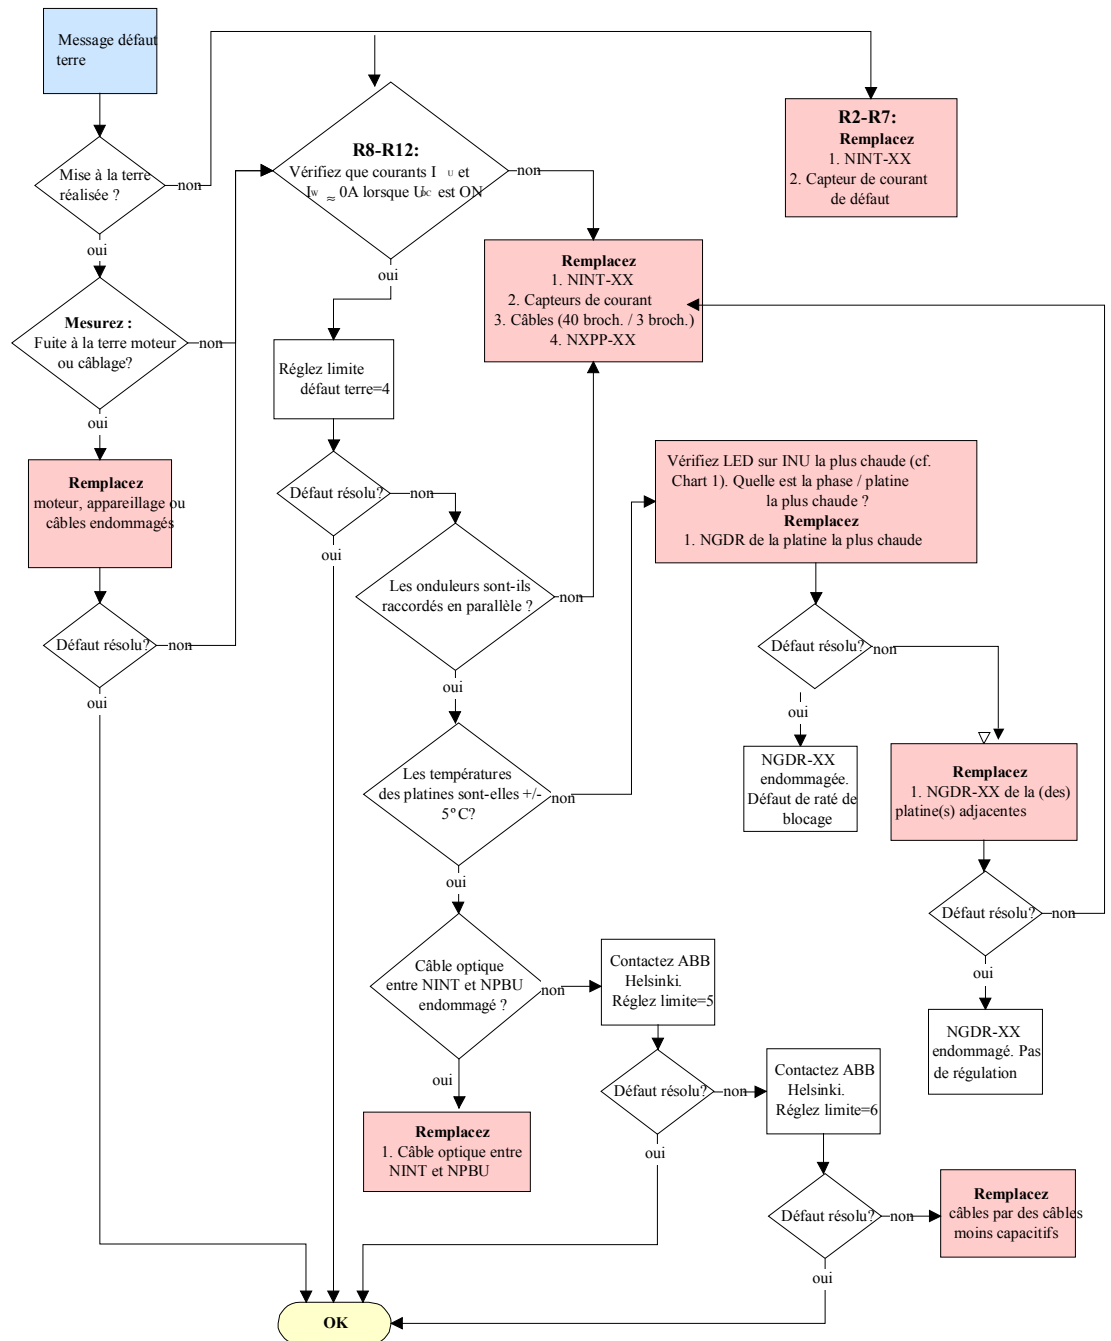 Message défaut
terre
Mise à la terre
réalisée ?
non
oui
Mesurez :
Fuite à la terre moteur
ou câblage?
non
oui
Remplacez
moteur, appareillage ou
câbles endommagés
Défaut résolu?
non
oui
R8-R12:
Vérifiez que courants I U et
IW ≈ 0A lorsque UDC est ON
non
oui
R2-R7:
Remplacez
1. NINT-XX
2. Capteur de courant
de défaut
Remplacez
1. NINT-XX
2. Capteurs de courant
3. Câbles (40 broch. / 3 broch.)
4. NXPP-XX
Réglez limite
défaut terre=4
Défaut résolu?
non
oui
Les onduleurs sont-ils
raccordés en parallèle ?
non
oui
Vérifiez LED sur INU la plus chaude (cf.
Chart 1). Quelle est la phase / platine
la plus chaude ?
Remplacez
1. NGDR de la platine la plus chaude
Défaut résolu?
non
oui
NGDR-XX
endommagée.
Défaut de raté de
blocage
Remplacez
1. NGDR-XX de la (des)
platine(s) adjacentes
Défaut résolu?
non
oui
NGDR-XX
endommagé. Pas
de régulation
Les températures
des platines sont-elles +/-
5°C?
non
oui
Câble optique
entre NINT et NPBU
endommagé ?
non
oui
Remplacez
1. Câble optique entre
NINT et NPBU
Contactez ABB
Helsinki.
Réglez limite=5
Défaut résolu?
non
oui
Contactez ABB
Helsinki.
Réglez limite=6
Défaut résolu?
non
oui
Remplacez
câbles par des câbles
moins capacitifs
OK